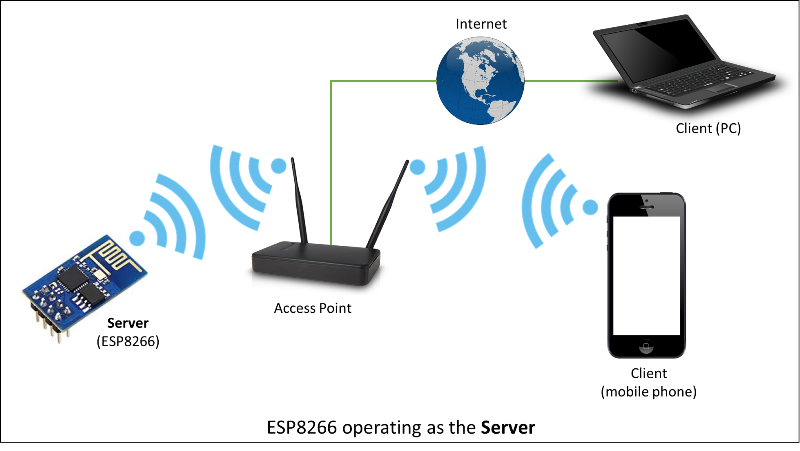 Internet
Client (PC)
Access Point
Server
(ESP8266)
Client
(mobile phone)
ESP8266 operating as the Server